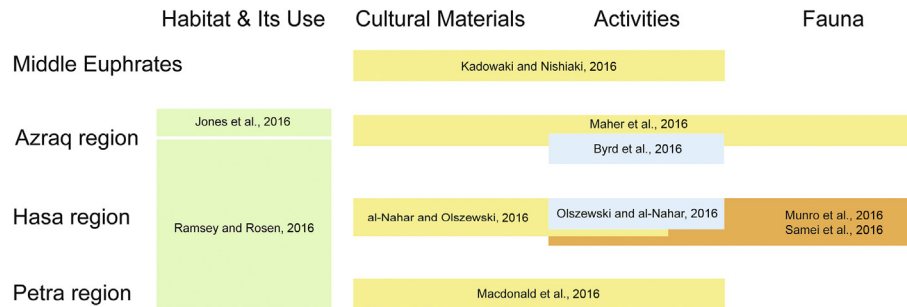 Habitat & Its Use
Cultural Materials
Activities
Fauna
Middle Euphrates
Kadowaki and Nishiaki, 2016
Azraq region
Jones et al., 2016
Maher et al., 2016
Byrd et al., 2016
Hasa region
Ramsey and Rosen, 2016
al-Nahar and Olszewski, 2016
Olszewski and al-Nahar, 2016
Munro et al., 2016
Samei et al., 2016
Petra region
Macdonald et al., 2016